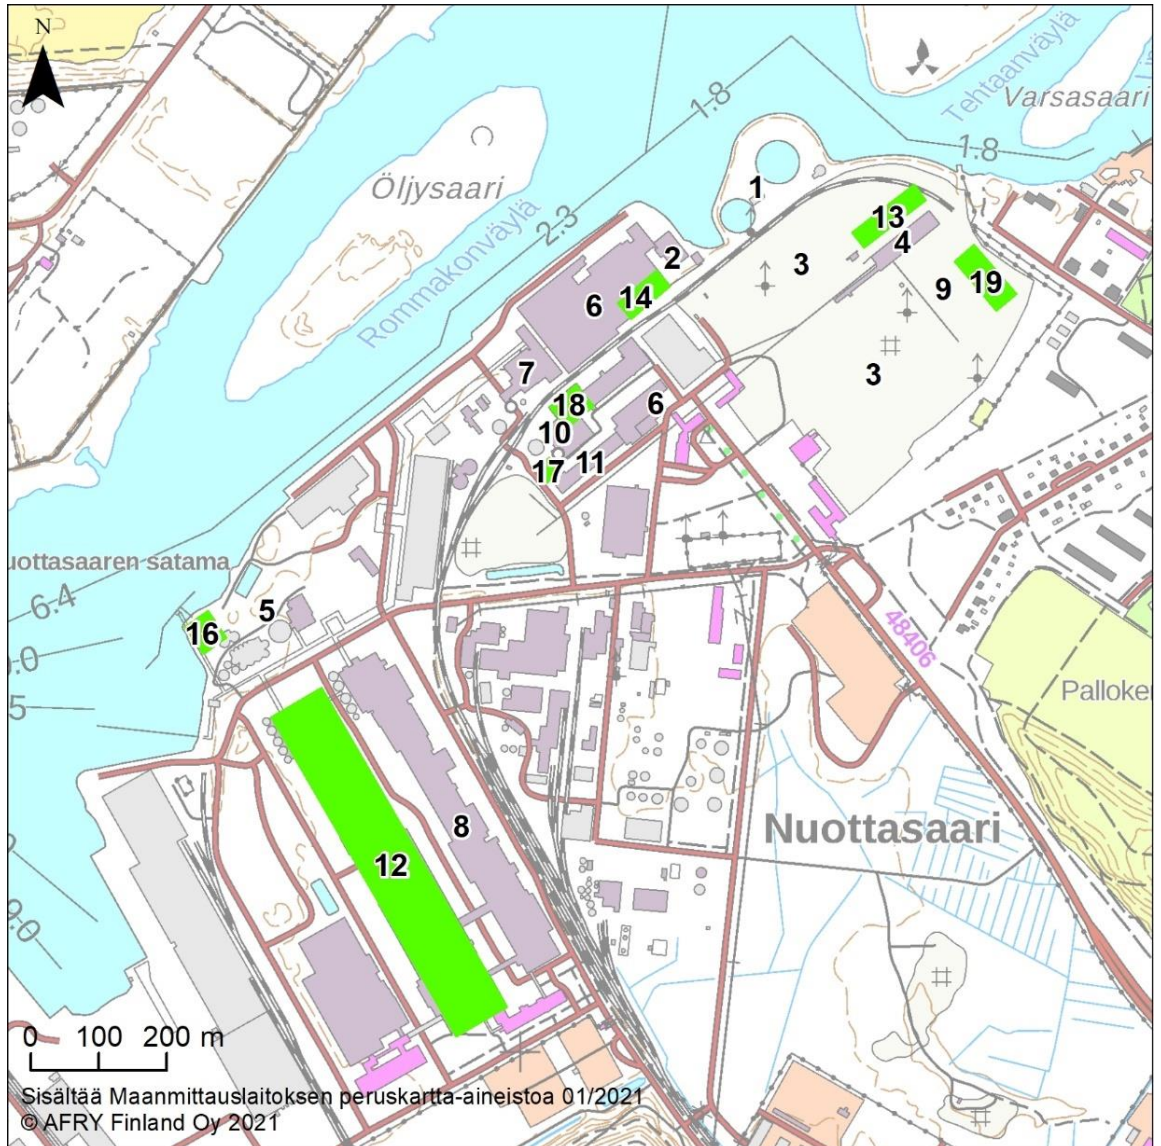 N
1.8
Tehtaanväylä
Varsasaari
1.8
Öljysaari
2.3
Rommakonväylä
1
13
4
2
3
14
9
19
6
7
3
18
6
10
17
11
uottasaaren satama
6.4
5
16
48406
Palloke
Nuottasaari
8
12
9.0
0 100 200 m
Sisältää Maanmittauslaitoksen peruskartta-aineistoa 01/2021
© AFRY Finland Oy 2021